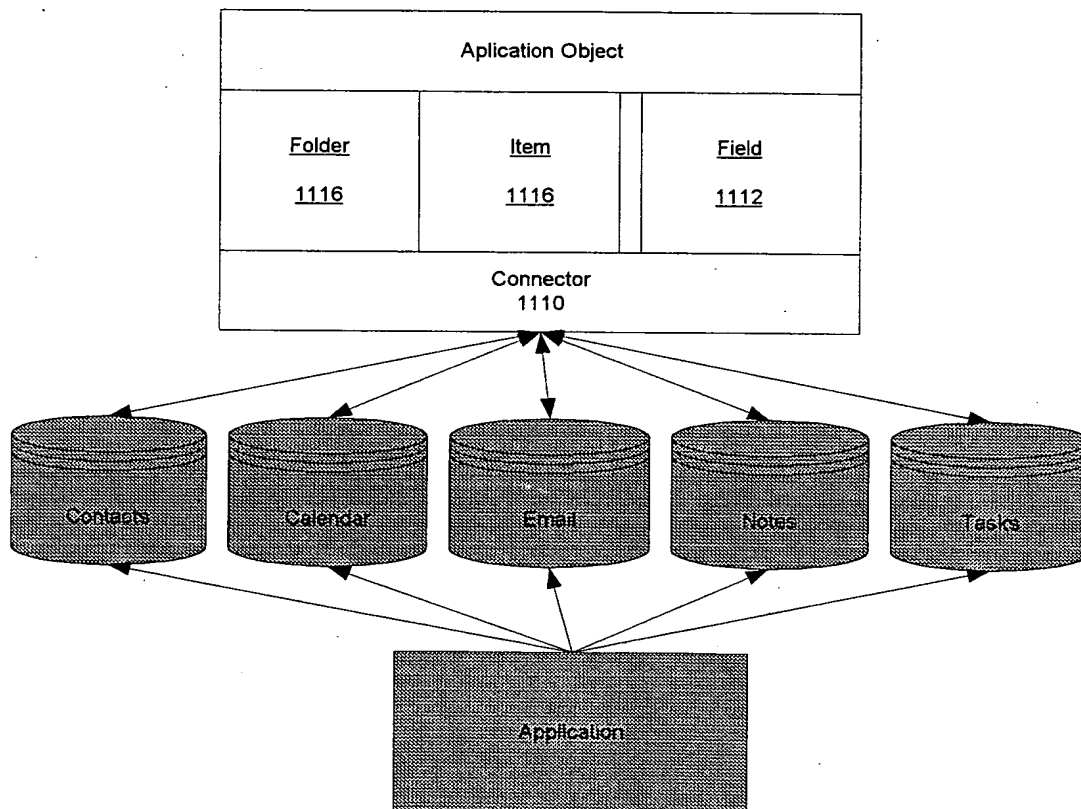 Aplication Object
Folder
1116
Item
1116
Field
1112
Connector
1110
Contacts
Calendar
Email
Notes
Tasks
Application